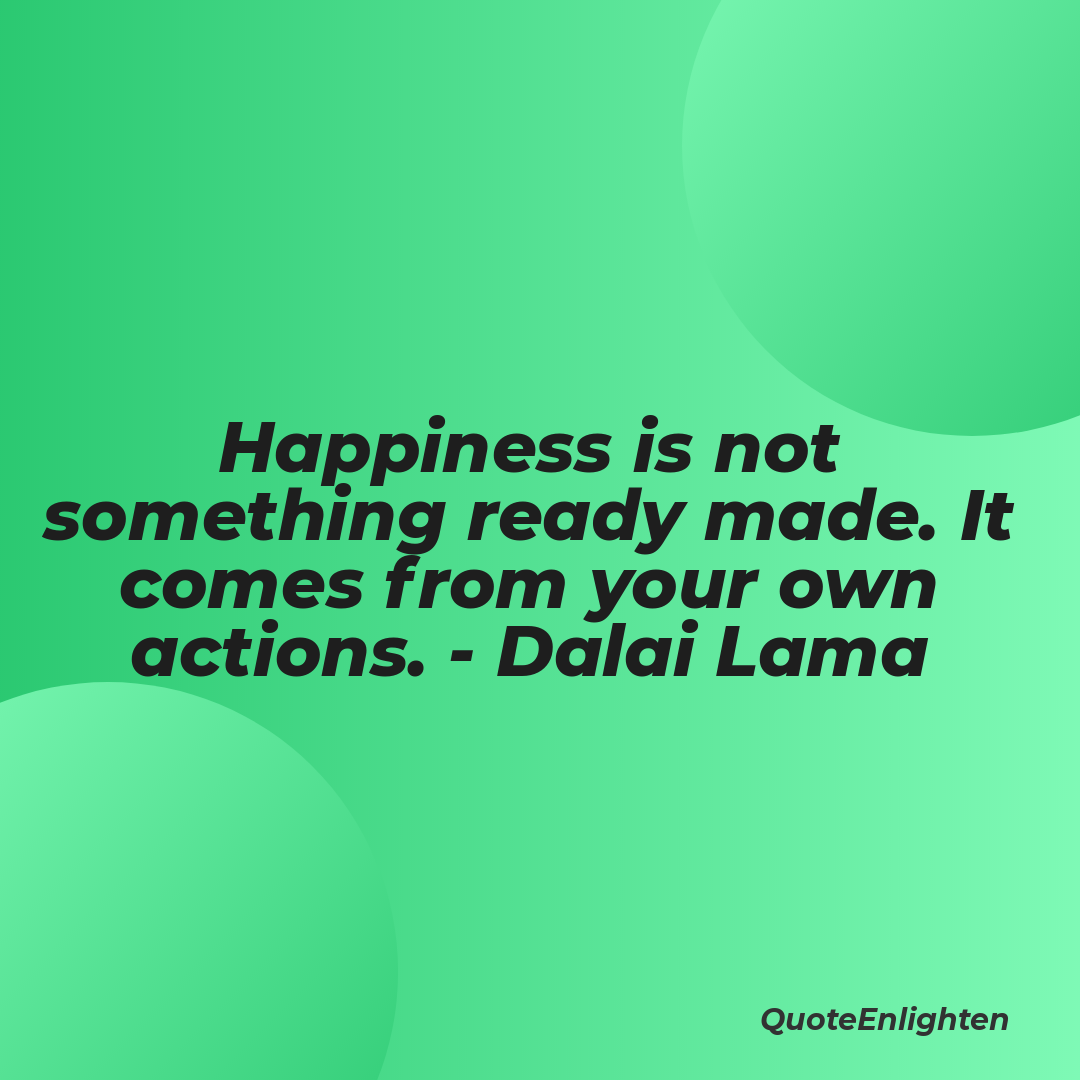 Happiness is not
something ready made. It
comes from your own
actions. - Dalai Lama
QuoteEnlighten